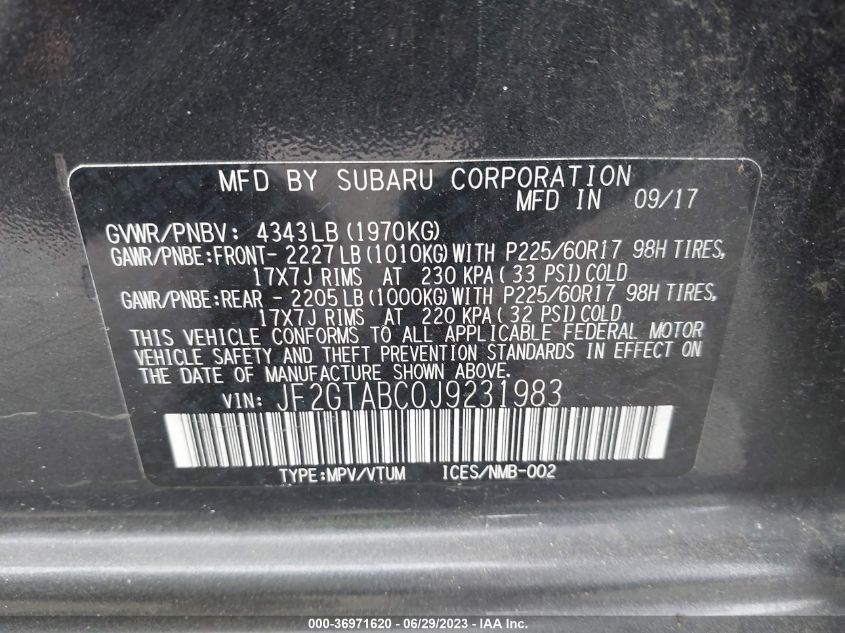 MFD BY SUBARU CORPORATION
MFD IN 09/17
GVWR/PNBV: 4343LB(1970KG)
GAWR/PNBE:FRONT- 2227LB(1010KG)WITH P225/60R17 98H TIRES,
17X7J RIMS AT 230 KPA(33 PSI)COLD
GAWR/PNBE:REAR - 2205LB(1000KG)WITH P225/60R17 98H TIRES,
17X7J RIMS AT 220 KPA(32 PSI)COLD
THIS VEHICLE CONFORMS TO ALL APPLICABLE FEDERAL MOTOR
VEHICLE SAFETY AND THEFT PREVENTION STANDARDS IN EFFECT ON
THE DATE OF MANUFACTURE SHOWN ABOVE.
VIN: JF2GTABC0J9231983
TYPE:MPV/VTUM ICES/NMB-002
000-36971620 - 06/29/2023 - © IAA Inc.